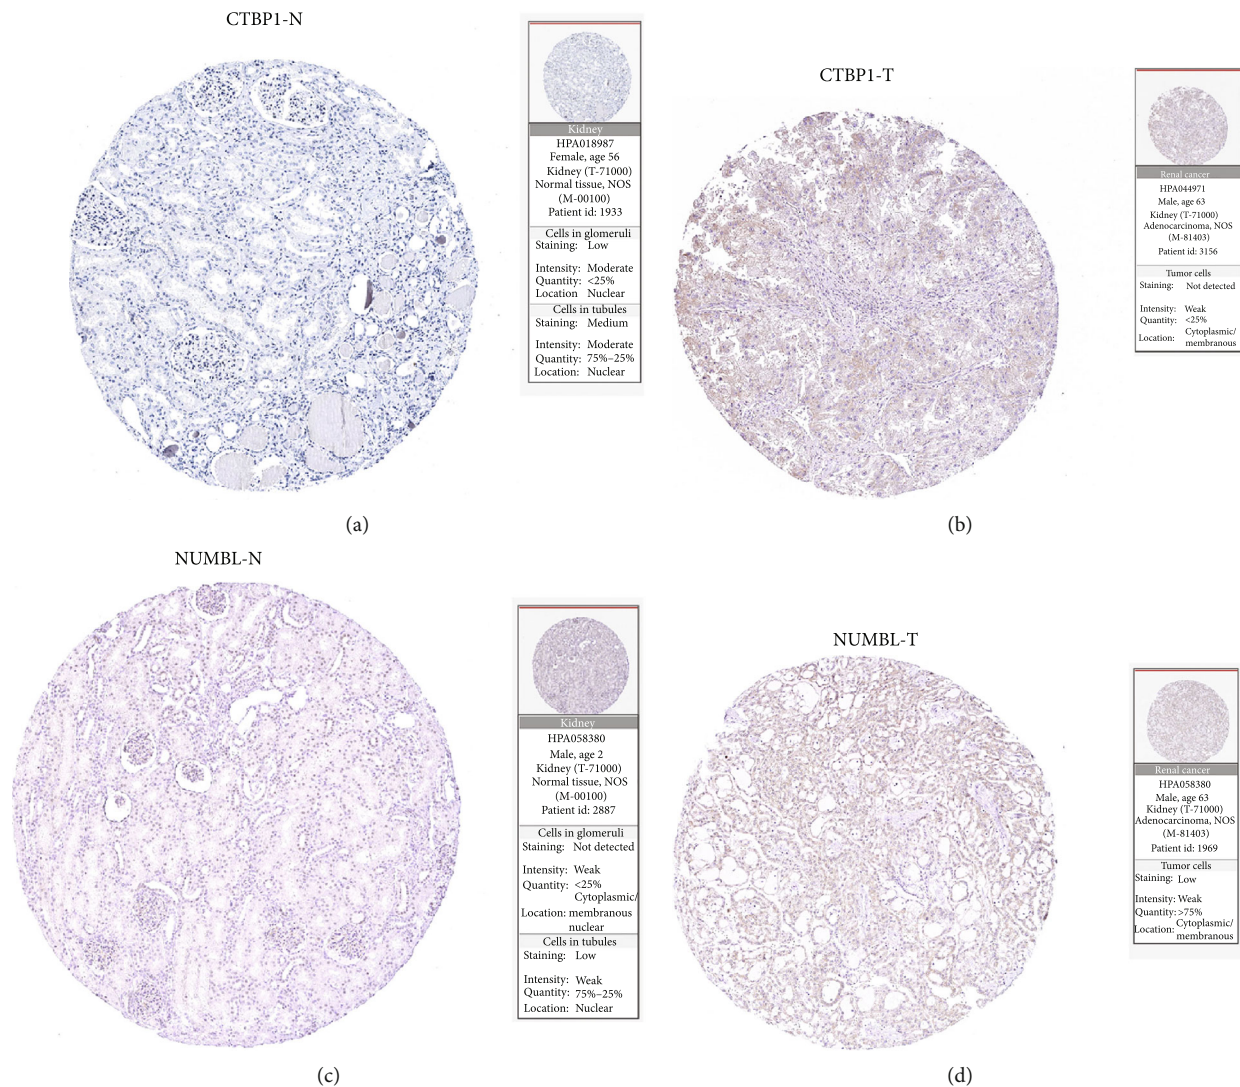 CTBP1-N
Kidney
HPA018987
Female, age 56
Kidney (T-71000)
Normal tissue, NOS
(M-00100)
Patient id: 1933
Cells in glomeruli
Staining: Low
Intensity: Moderate
Quantity: <25%
Location Nuclear
Cells in tubules
Staining: Medium
Intensity: Moderate
Quantity: 75%–25%
Location: Nuclear
(a)
CTBP1-T
Renal cancer
HPA044971
Male, age 63
Kidney (T-71000)
Adenocarcinoma, NOS
(M-81403)
Patient id: 3156
Tumor cells
Staining: Not detected
Intensity: Weak
Quantity: <25%
Location: Cytoplasmic/
membranous
(b)
NUMBL-N
Kidney
HPA058380
Male, age 2
Kidney (T-71000)
Normal tissue, NOS
(M-00100)
Patient id: 2887
Cells in glomeruli
Staining: Not detected
Intensity: Weak
Quantity: <25%
Cytoplasmic/
Location: membranous
nuclear
Cells in tubules
Staining: Low
Intensity: Weak
Quantity: 75%–25%
Location: Nuclear
(c)
NUMBL-T
Renal cancer
HPA058380
Male, age 63
Kidney (T-71000)
Adenocarcinoma, NOS
(M-81403)
Patient id: 1969
Tumor cells
Staining: Low
Intensity: Weak
Quantity: >75%
Location: Cytoplasmic/
membranous
(d)